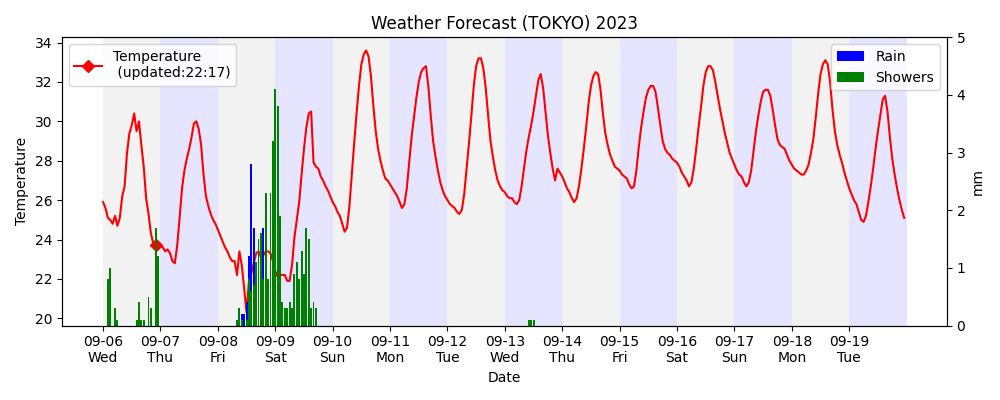 Weather Forecast (TOKYO) 2023
Temperature
(updated:22:17)
Rain
Showers
Temperature
34
32
30
28
26
24
22
20
5
4
3
2
1
0
mm
09-06 09-07 09-08 09-09 09-10 09-11 09-12 09-13 09-14 09-15 09-16 09-17 09-18 09-19
Wed Thu Fri Sat Sun Mon Tue Wed Thu Fri Sat Sun Mon Tue
Date